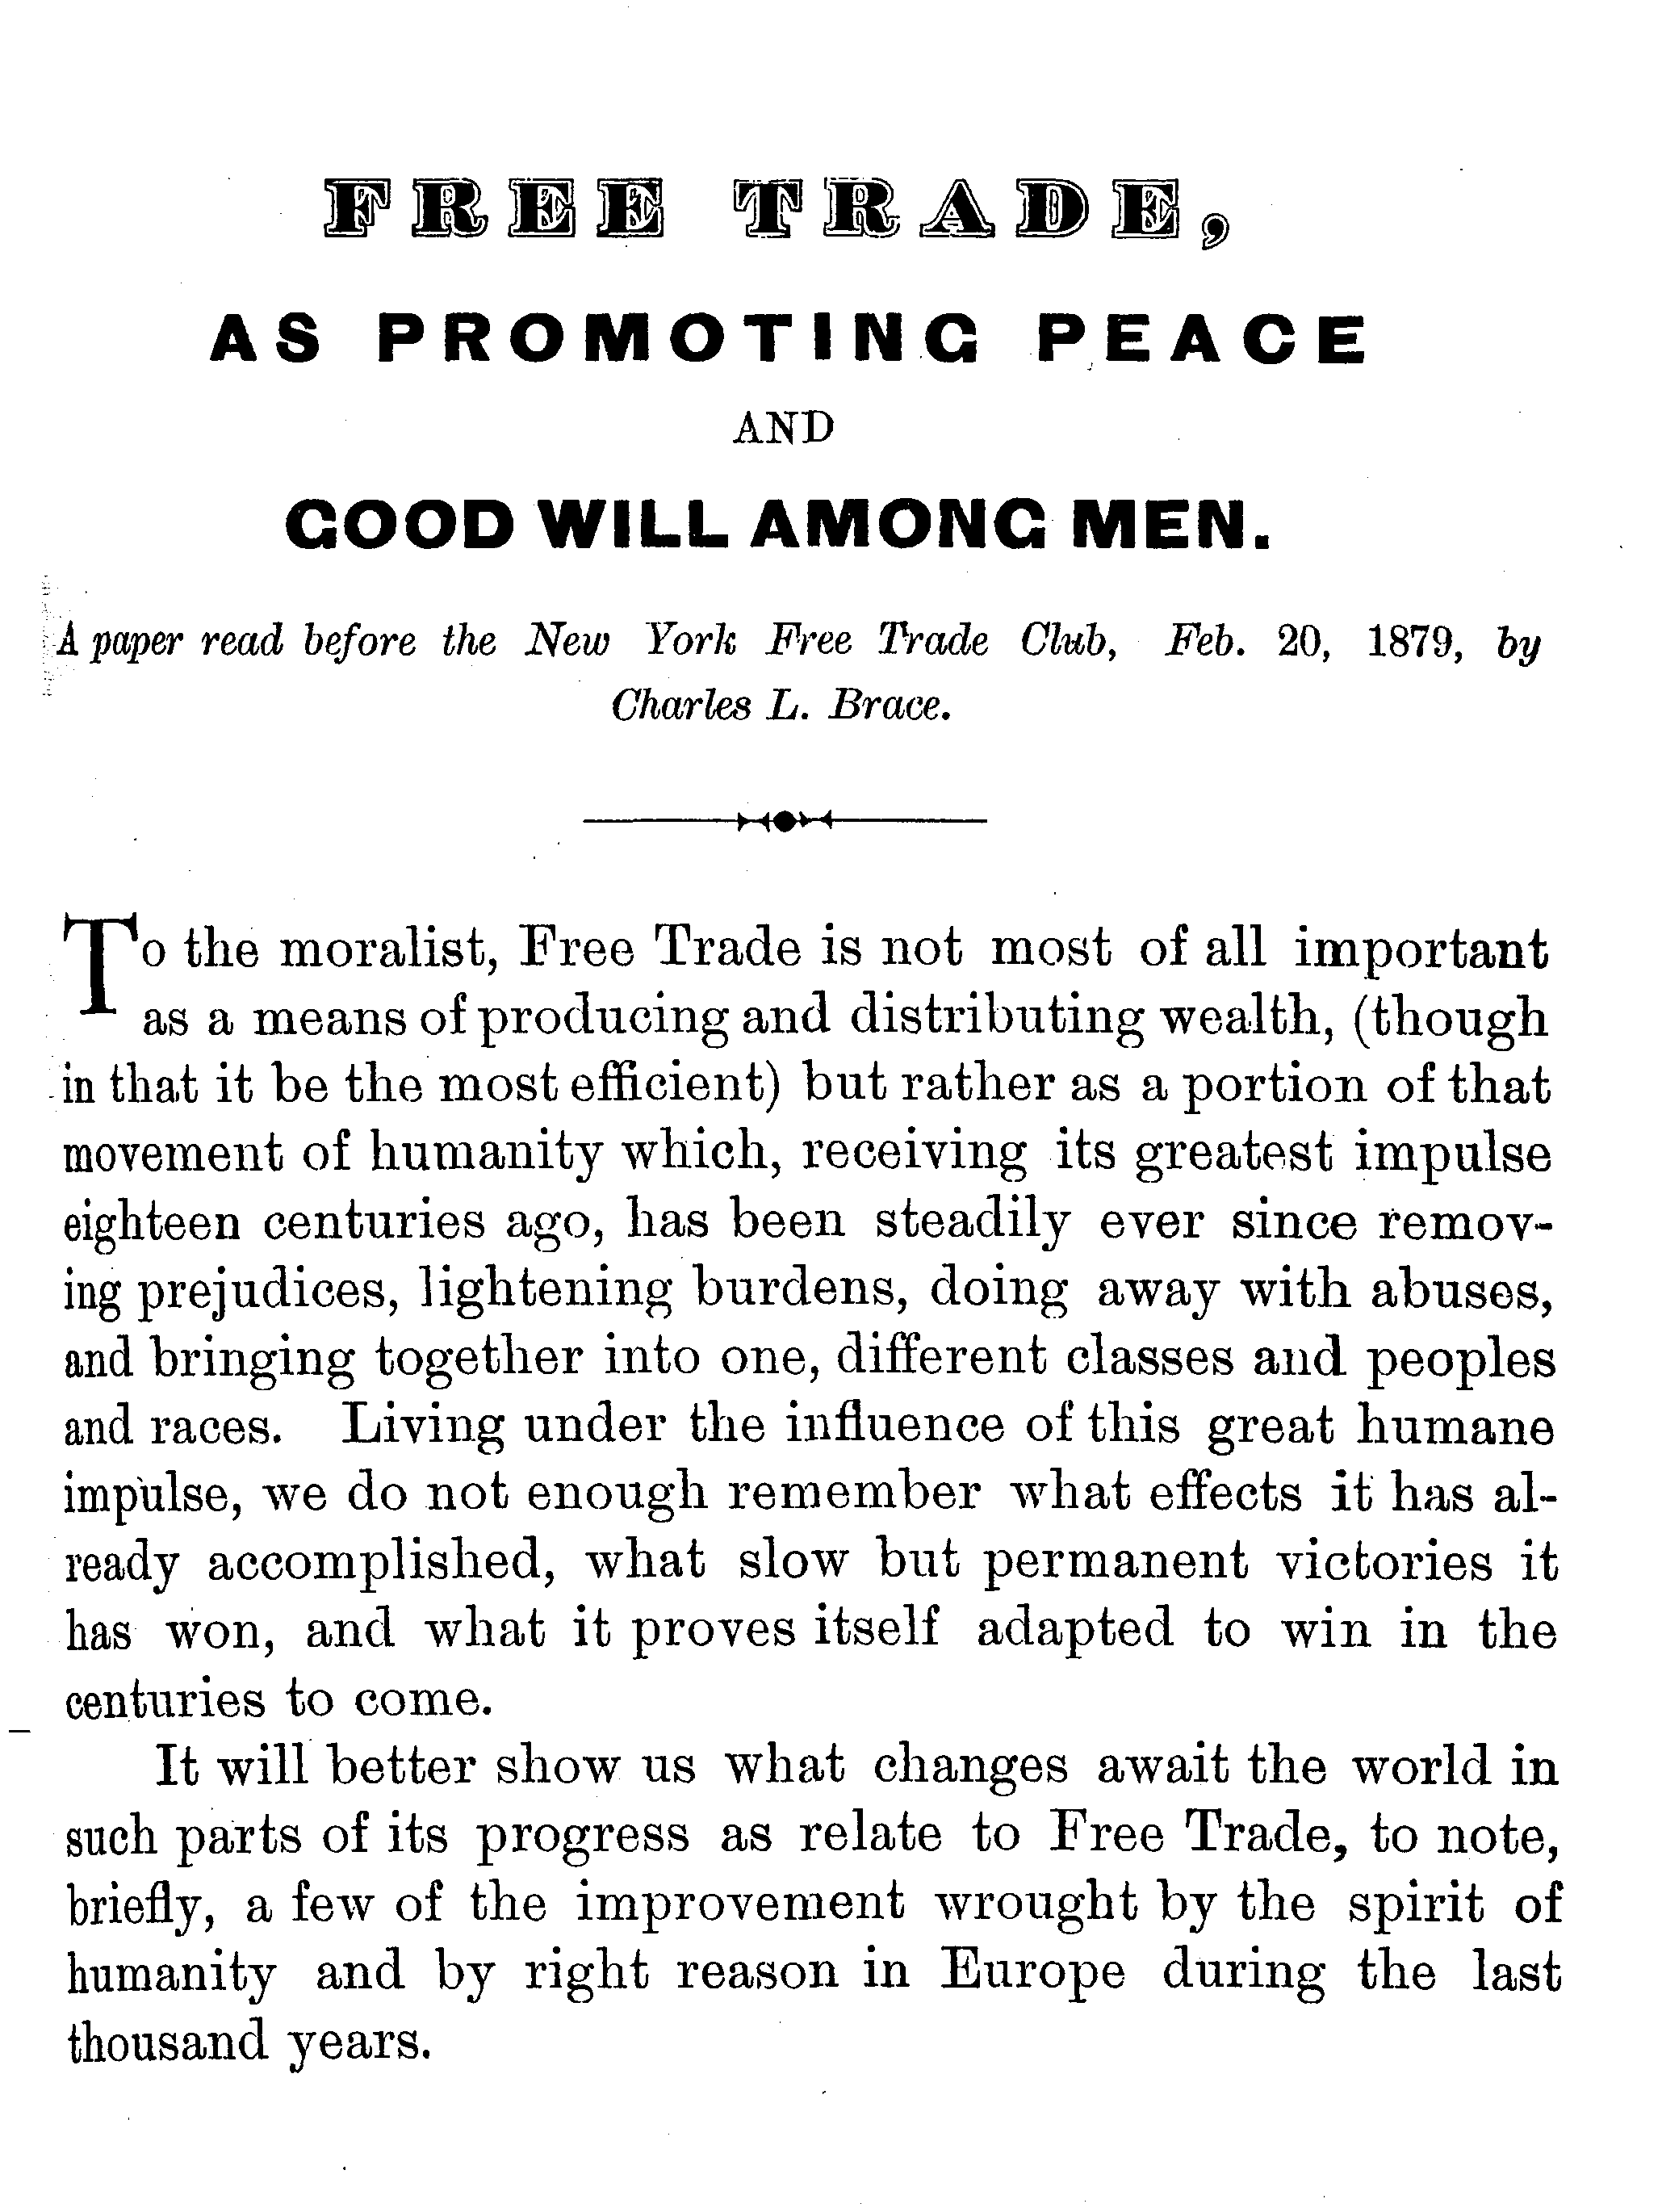 FREE TRADE,
AS PROMOTING PEACE
AND
GOOD WILL AMONG MEN.
A paper read before the New York Free Trade Club, Feb. 20, 1879, by
Charles L. Brace.
To the moralist, Free Trade is not most of all important
as a means of producing and distributing wealth, (though
in that it be the most efficient) but rather as a portion of that
movement of humanity which, receiving its greatest impulse
eighteen centuries ago, has been steadily ever since remov-
ing prejudices, lightening burdens, doing away with abuses,
and bringing together into one, different classes and peoples
and races. Living under the influence of this great humane
impulse, we do not enough remember what effects it has al-
ready accomplished, what slow but permanent victories it
has won, and what it proves itself adapted to win in the
centuries to come.
It will better show us what changes await the world in
such parts of its progress as relate to Free Trade, to note,
briefly, a few of the improvement wrought by the spirit of
humanity and by right reason in Europe during the last
thousand years.